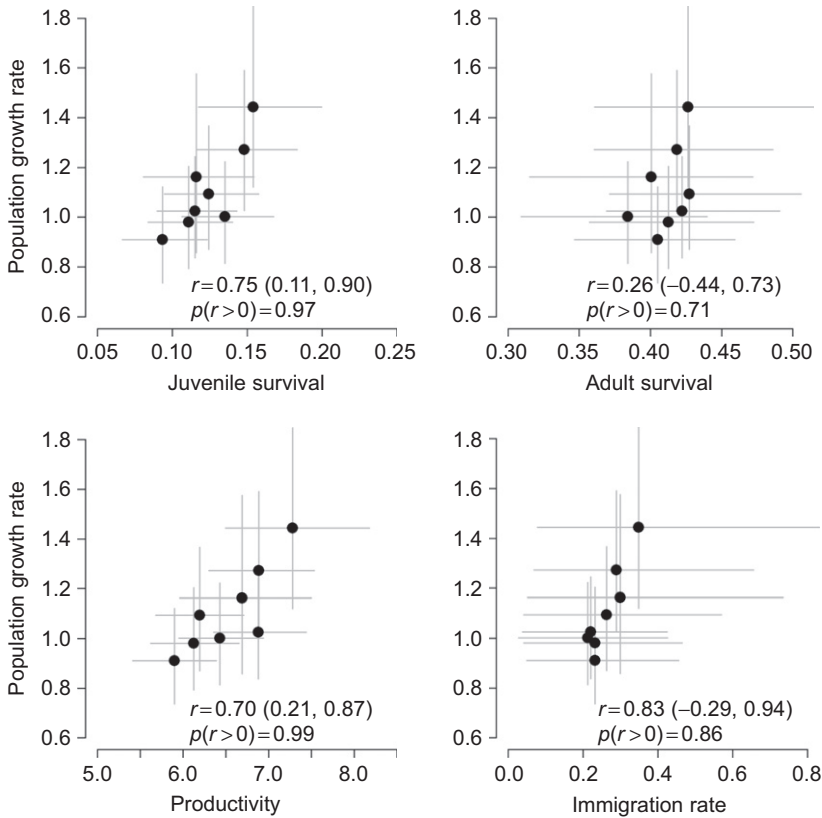 Population growth rate
1.8
1.6
1.4
1.2
1.0
0.8
0.6
r=0.75 (0.11, 0.90)
p(r>0)=0.97
0.05 0.10 0.15 0.20 0.25
Juvenile survival
1.8
1.6
1.4
1.2
1.0
0.8
0.6
r=0.26 (–0.44, 0.73)
p(r>0)=0.71
0.30 0.35 0.40 0.45 0.50
Adult survival
Population growth rate
1.8
1.6
1.4
1.2
1.0
0.8
0.6
r=0.70 (0.21, 0.87)
p(r>0)=0.99
5.0 6.0 7.0 8.0
Productivity
1.8
1.6
1.4
1.2
1.0
0.8
0.6
r=0.83 (–0.29, 0.94)
p(r>0)=0.86
0.0 0.2 0.4 0.6 0.8
Immigration rate